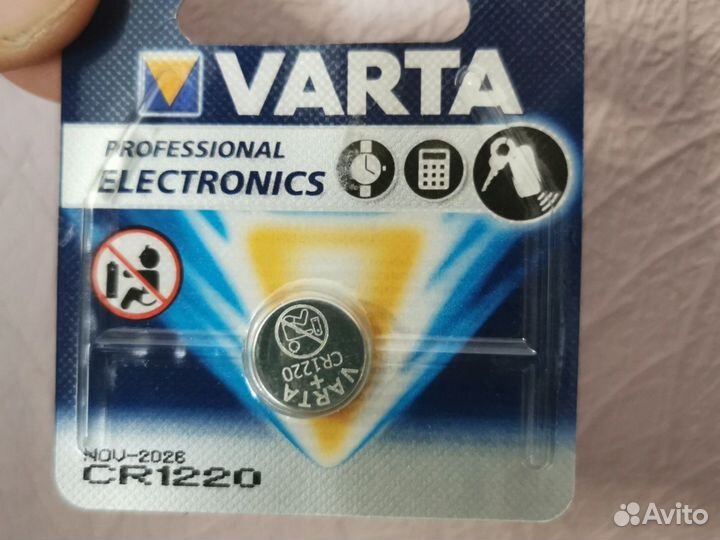 VARTA
PROFESSIONAL
ELECTRONICS
VARTA
+
CR1220
NOV-2026
CR1220
Avito